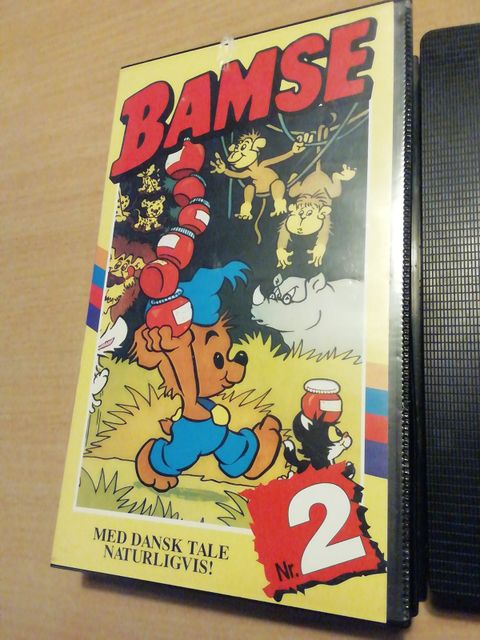 BAMSE
MED DANSK TALE
NATURLIGVIS!
Nr. 2